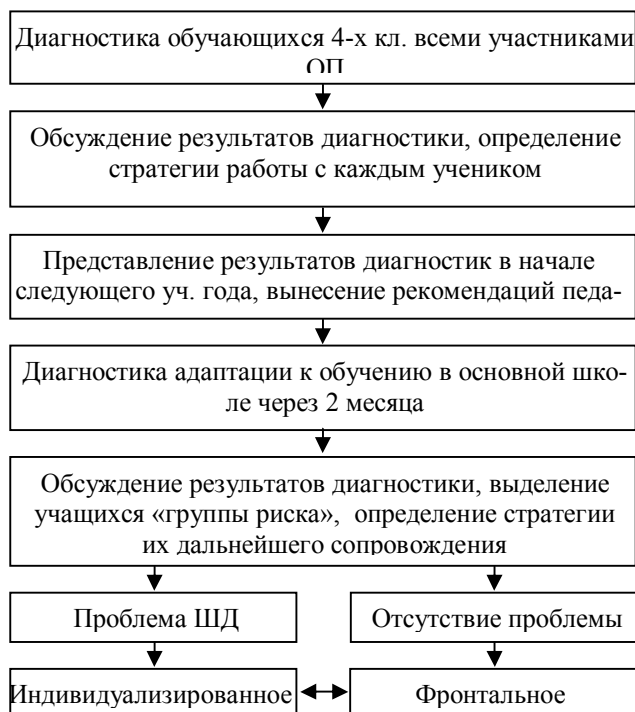 Диагностика обучающихся 4-х кл. всеми участниками
ОП
Обсуждение результатов диагностики, определение
стратегии работы с каждым учеником
Представление результатов диагностик в начале
следующего уч. года, вынесение рекомендаций педа-
Диагностика адаптации к обучению в основной шко-
ле через 2 месяца
Обсуждение результатов диагностики, выделение
учащихся «группы риска», определение стратегии
их дальнейшего сопровождения
Проблема ШД
Отсутствие проблемы
Индивидуализированное
Фронтальное